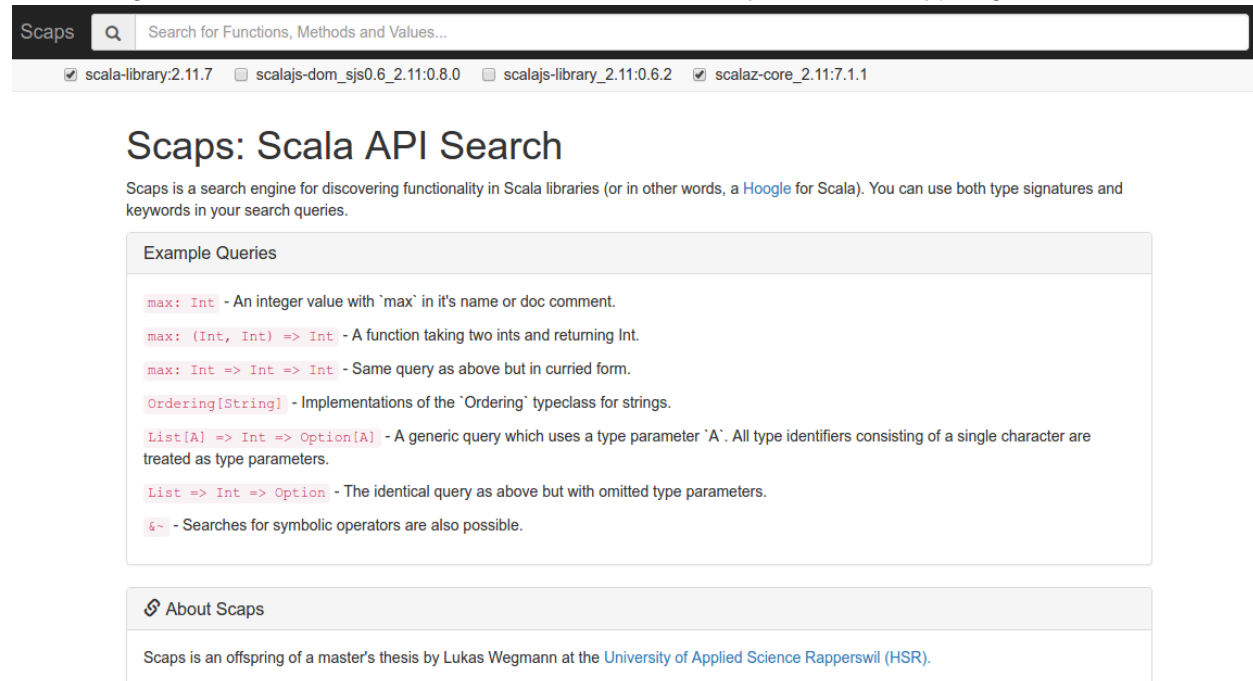 Scaps Search for Functions, Methods and Values...
scala-library:2.11.7 scalajs-dom_sjs0.6_2.11:0.8.0 scalajs-library_2.11:0.6.2 scalaz-core_2.11:7.1.1
Scaps: Scala API Search
Scaps is a search engine for discovering functionality in Scala libraries (or in other words, a Hoogle for Scala). You can use both type signatures and
keywords in your search queries.
Example Queries
max: Int - An integer value with `max` in it's name or doc comment.
max: (Int, Int) => Int - A function taking two ints and returning Int.
max: Int => Int => Int - Same query as above but in curried form.
Ordering[String] - Implementations of the `Ordering` typeclass for strings.
List[A] => Int => Option[A] - A generic query which uses a type parameter `A`. All type identifiers consisting of a single character are
treated as type parameters.
List => Int => Option - The identical query as above but with omitted type parameters.
&~ - Searches for symbolic operators are also possible.
About Scaps
Scaps is an offspring of a master's thesis by Lukas Wegmann at the University of Applied Science Rapperswil (HSR).